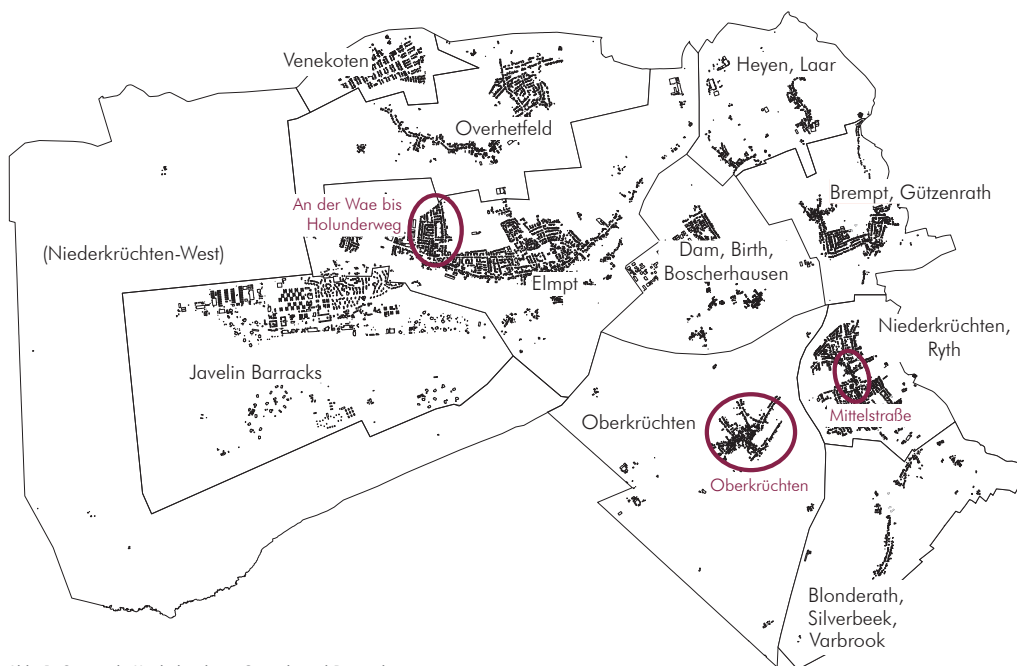 Venekoten
Heyen, Laar
Overhetfeld
An der Wae bis
Holunderweg
Brempt, Gützenrath
(Niederkrüchten-West)
Dam, Birth,
Boscherhausen
Elmpt
Niederkrüchten,
Ryth
Javelin Barracks
Mittelstraße
Oberkrüchten
Oberkrüchten
Blonderath,
Silverbeek,
Varbrook